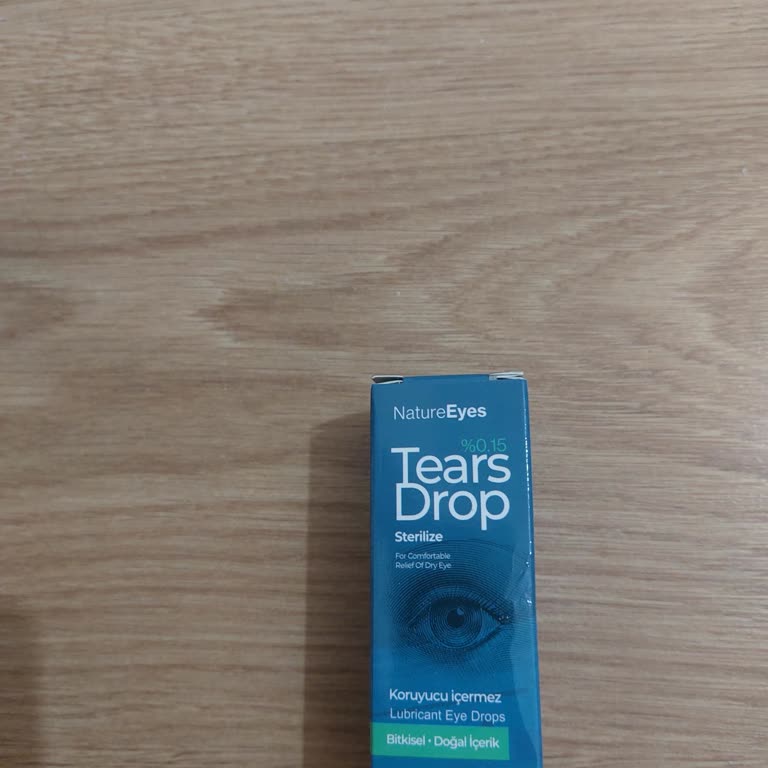 NatureEyes
%0.15
Tears
Drop
Sterilize
For Comfortable
Relief Of Dry Eye
Koruyucu içermez
Lubricant Eye Drops
Bitkisel • Doğal İçerik